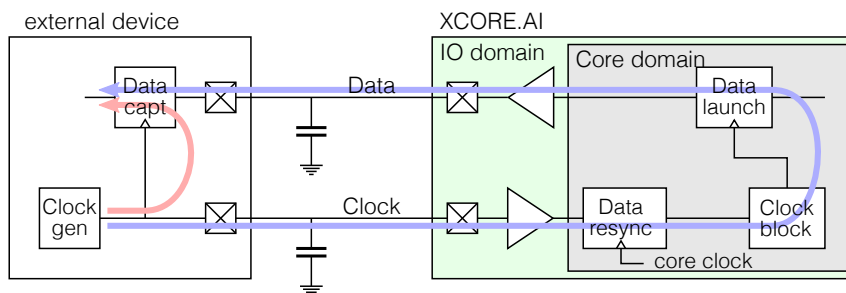 external device
XCORE.AI
IO domain
Core domain
Data
capt
Data
Data
launch
Clock
gen
Clock
Data
resync
Clock
block
core clock